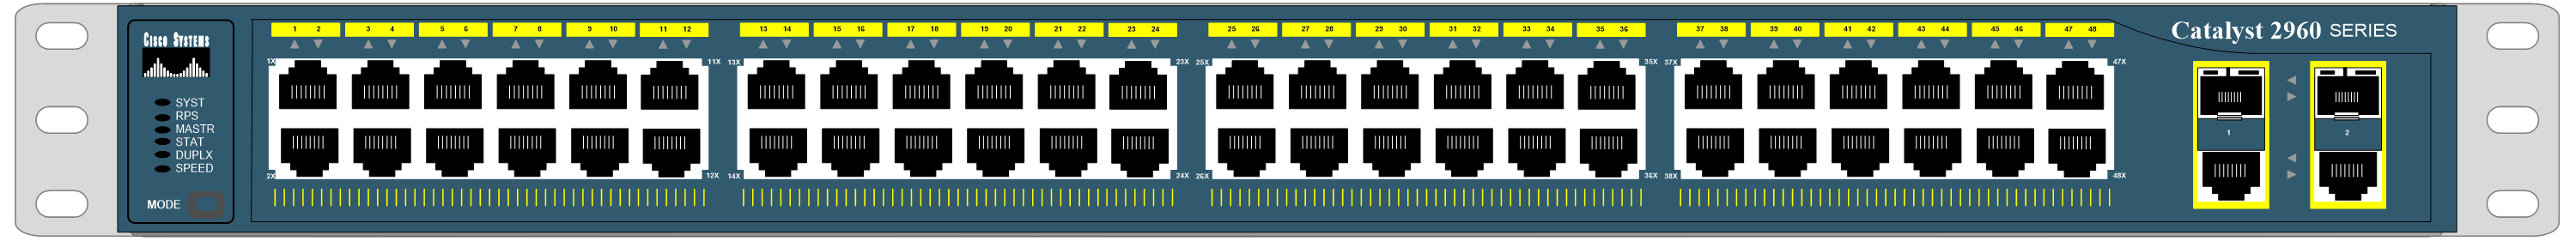 1 2 3 4 5 6 7 8 9 10 11 12 13 14 15 16 17 18 19 20 21 22 23 24 25 26 27 28 29 30 31 32 33 34 35 36 37 38 39 40 41 42 43 44 45 46 47 48
Catalyst 2960 SERIES
CISCO SYSTEMS
1X 11X 13X 23X 25X 35X 37X 47X
SYST
RPS
MASTR
STAT
DUPLX
SPEED
1 2
2X 12X 14X 24X 26X 36X 38X 48X
MODE